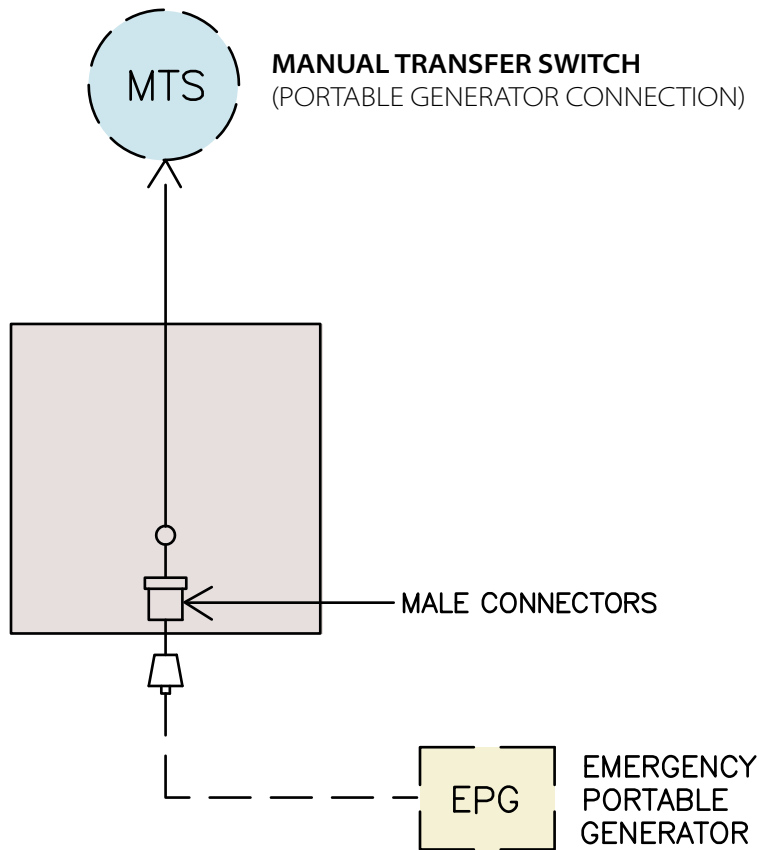 MTS
MANUAL TRANSFER SWITCH
(PORTABLE GENERATOR CONNECTION)
MALE CONNECTORS
EPG
EMERGENCY
PORTABLE
GENERATOR